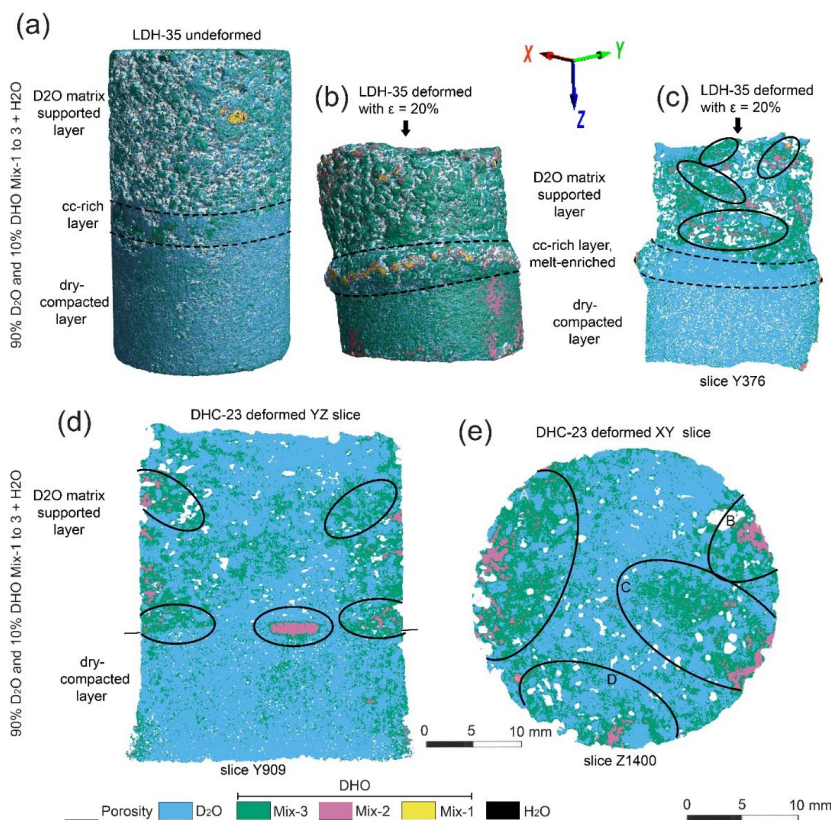 (a)
LDH-35 undeformed
90% D2O and 10% DHO Mix-1 to 3 + H2O
D2O matrix
supported
layer
cc-rich
layer
dry-
compacted
layer
X
Y
Z
(b)
LDH-35 deformed
with ε = 20%
(c)
LDH-35 deformed
with ε = 20%
D2O matrix
supported
layer
cc-rich layer,
melt-enriched
dry-
compacted
layer
slice Y376
(d)
DHC-23 deformed YZ slice
90% D2O and 10% DHO Mix-1 to 3 + H2O
D2O matrix
supported
layer
dry-
compacted
layer
slice Y909
0 5 10 mm
(e)
DHC-23 deformed XY slice
A
B
C
D
slice Z1400
DHO
Porosity D2O Mix-3 Mix-2 Mix-1 H2O
0 5 10 mm